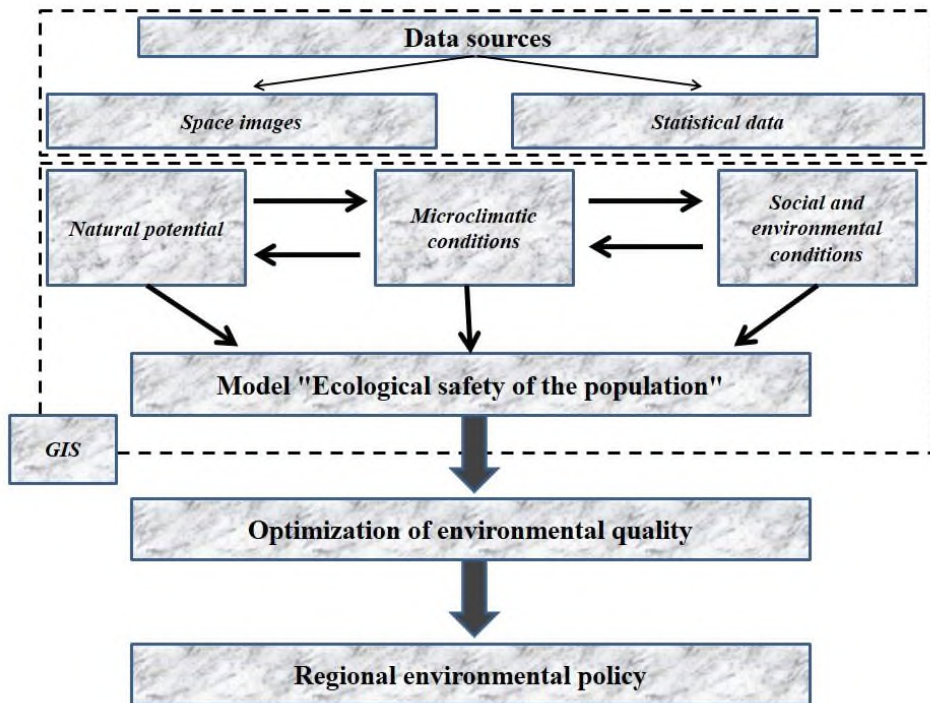 Data sources
Space images
Statistical data
Natural potential
Microclimatic
conditions
Social and
environmental
conditions
Model "Ecological safety of the population"
GIS
Optimization of environmental quality
Regional environmental policy